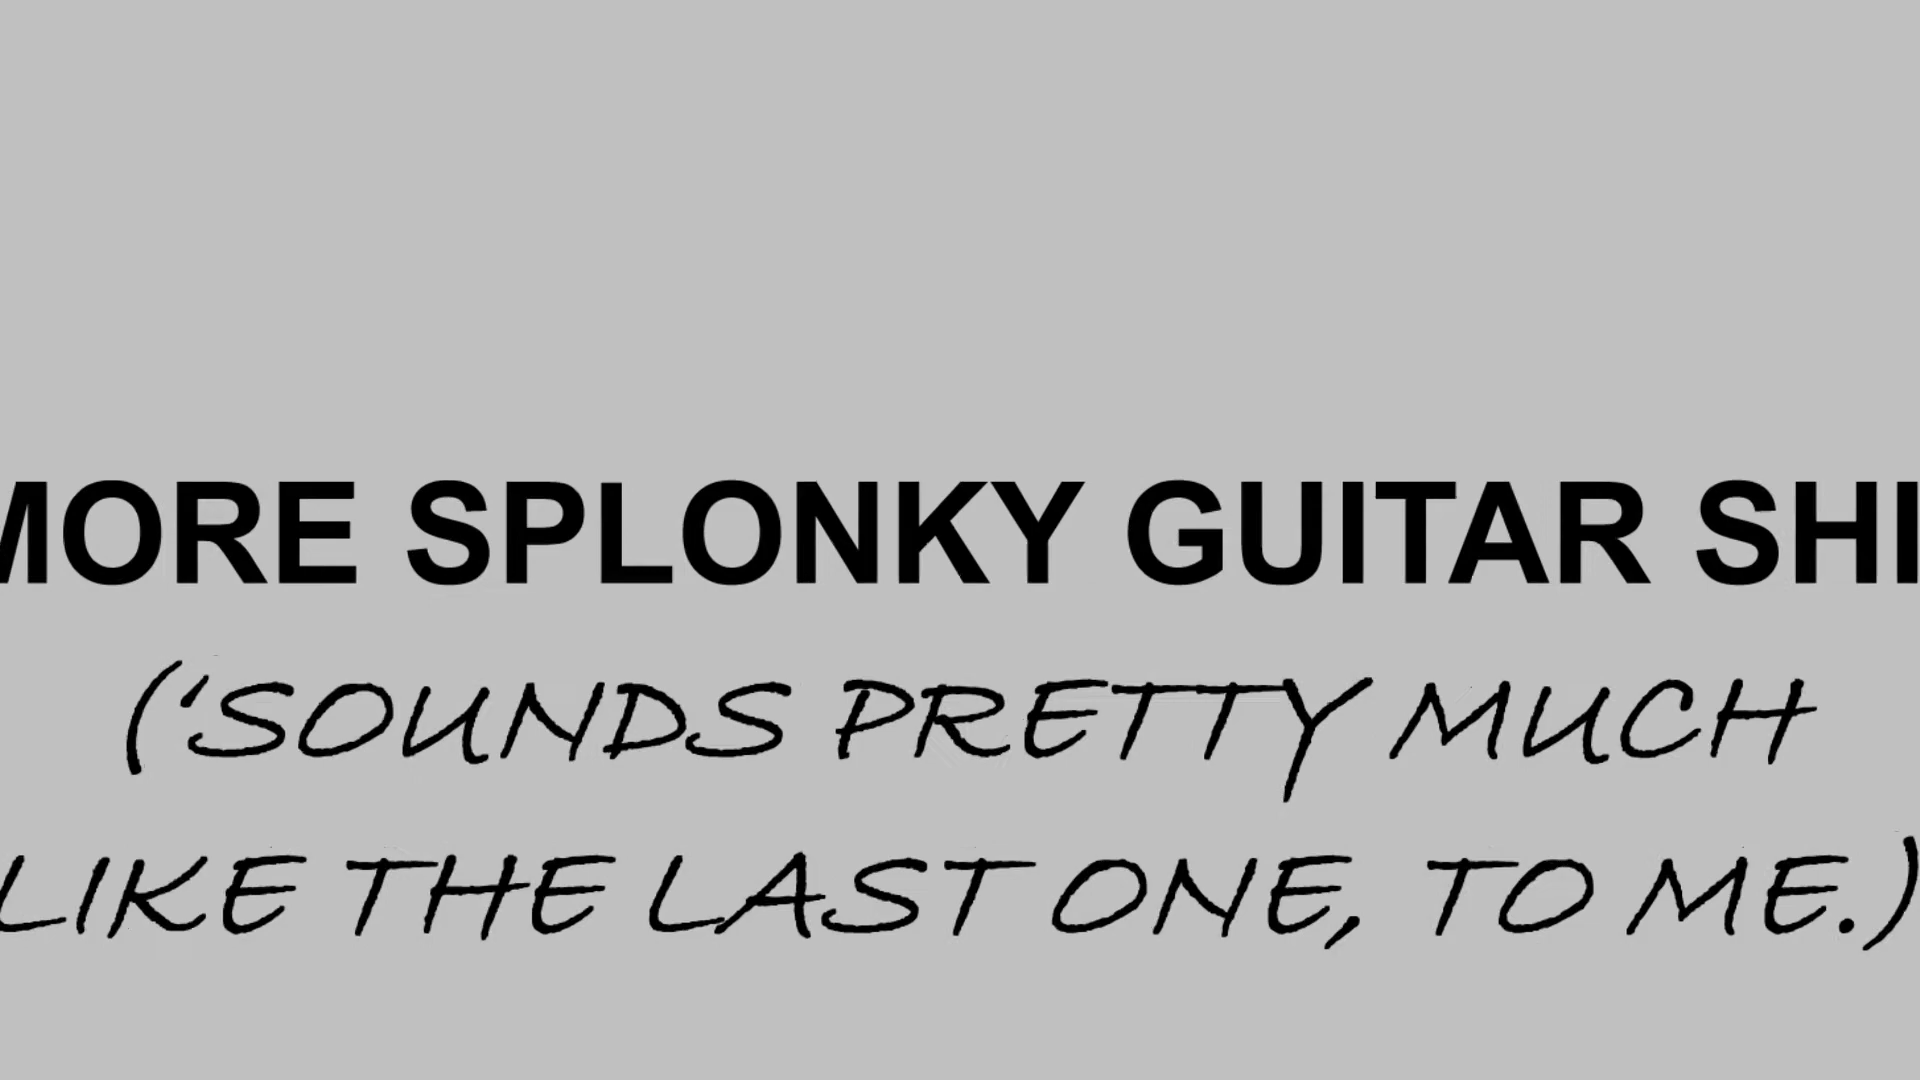 MORE SPLONKY GUITAR SHI
(‘SOUNDS PRETTY MUCH
LIKE THE LAST ONE, TO ME.)